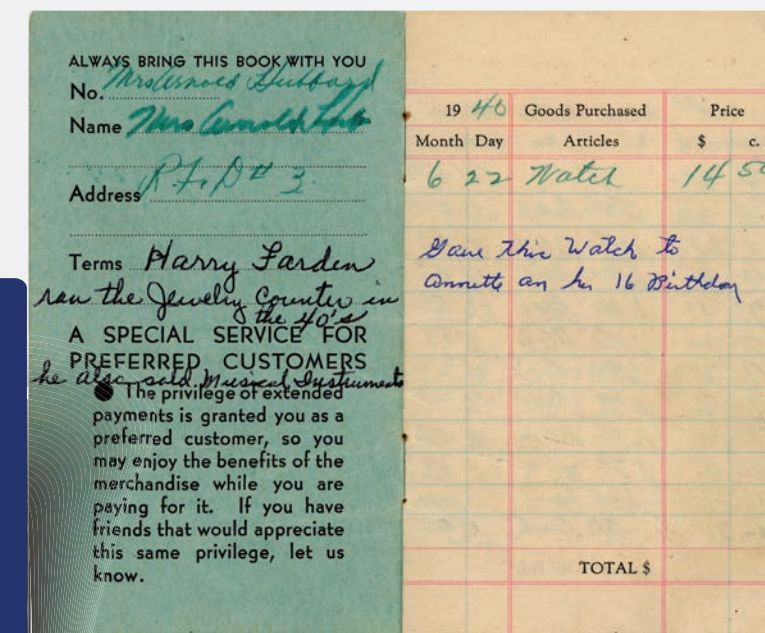 ALWAYS BRING THIS BOOK WITH YOU
No. Mrs Arnold Hubbard
Name Mrs Arnold
Address R.F.D # 3
Terms Harry Farden
ran the Jewelry Counter in
the 40's
A SPECIAL SERVICE FOR
PREFERRED CUSTOMERS
he also sold Musical Instruments
The privilege of extended
payments is granted you as a
preferred customer, so you
may enjoy the benefits of the
merchandise while you are
paying for it. If you have
friends that would appreciate
this same privilege, let us
know.
19 40 Goods Purchased Price
Month Day Articles $ c.
6 22 Watch 14 50
Gave this Watch to
Annette on her 16 Birthday
TOTAL $